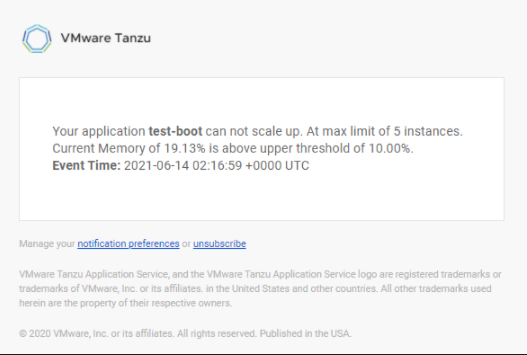 VMware Tanzu
Your application test-boot can not scale up. At max limit of 5 instances.
Current Memory of 19.13% is above upper threshold of 10.00%.
Event Time: 2021-06-14 02:16:59 +0000 UTC
Manage your notification preferences or unsubscribe
VMware Tanzu Application Service, and the VMware Tanzu Application Service logo are registered trademarks or
trademarks of VMware, Inc. or its affiliates. in the United States and other countries. All other trademarks used
herein are the property of their respective owners.
© 2020 VMware, Inc. or its affiliates. All rights reserved. Published in the USA.